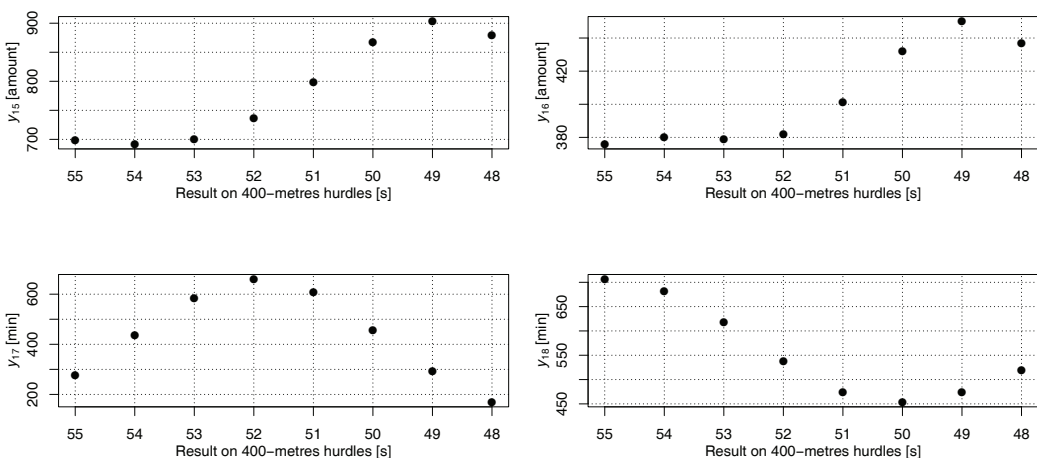 y15 [amount]
700 800 900
55 54 53 52 51 50 49 48
Result on 400−metres hurdles [s]
y16 [amount]
380 420
55 54 53 52 51 50 49 48
Result on 400−metres hurdles [s]
y17 [min]
200 400 600
55 54 53 52 51 50 49 48
Result on 400−metres hurdles [s]
y18 [min]
450 550 650
55 54 53 52 51 50 49 48
Result on 400−metres hurdles [s]